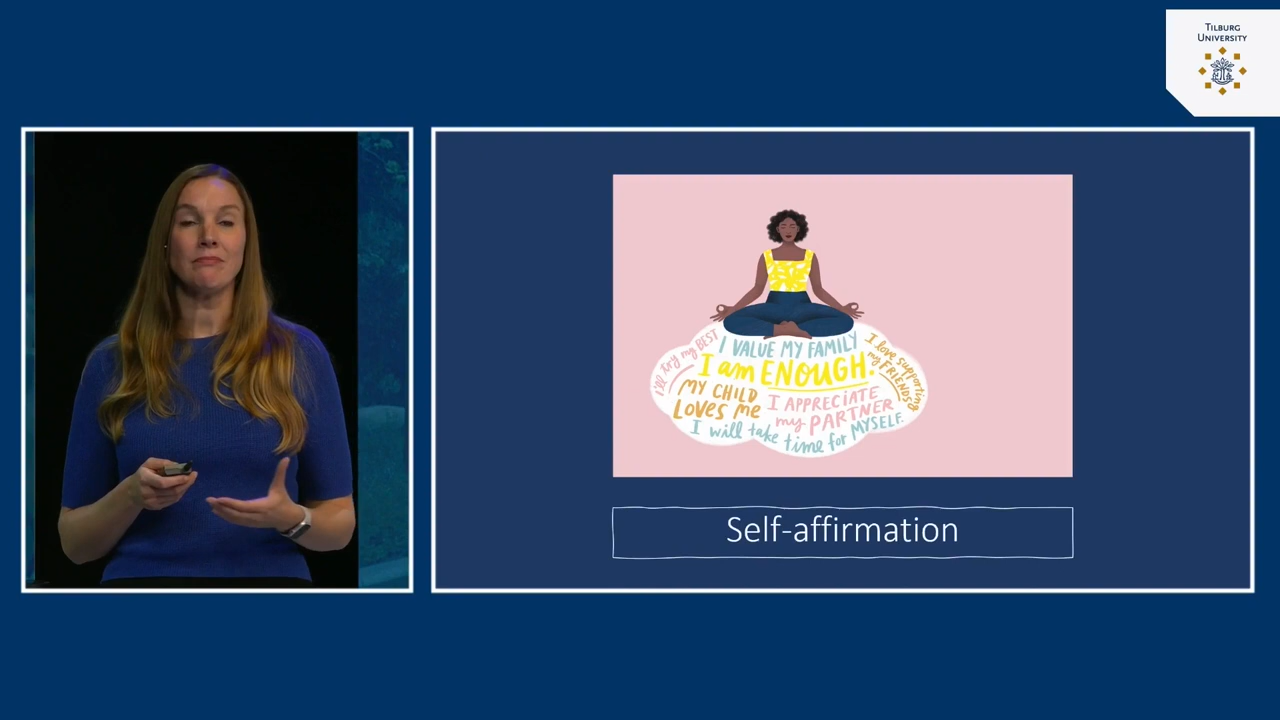 TILBURG
UNIVERSITY
I'll try my BEST
I VALUE MY FAMILY
I love supporting
my FRIENDS
I am ENOUGH.
MY CHILD
LOVES me
I APPRECIATE
my PARTNER
I will take time for MYSELF.
Self-affirmation